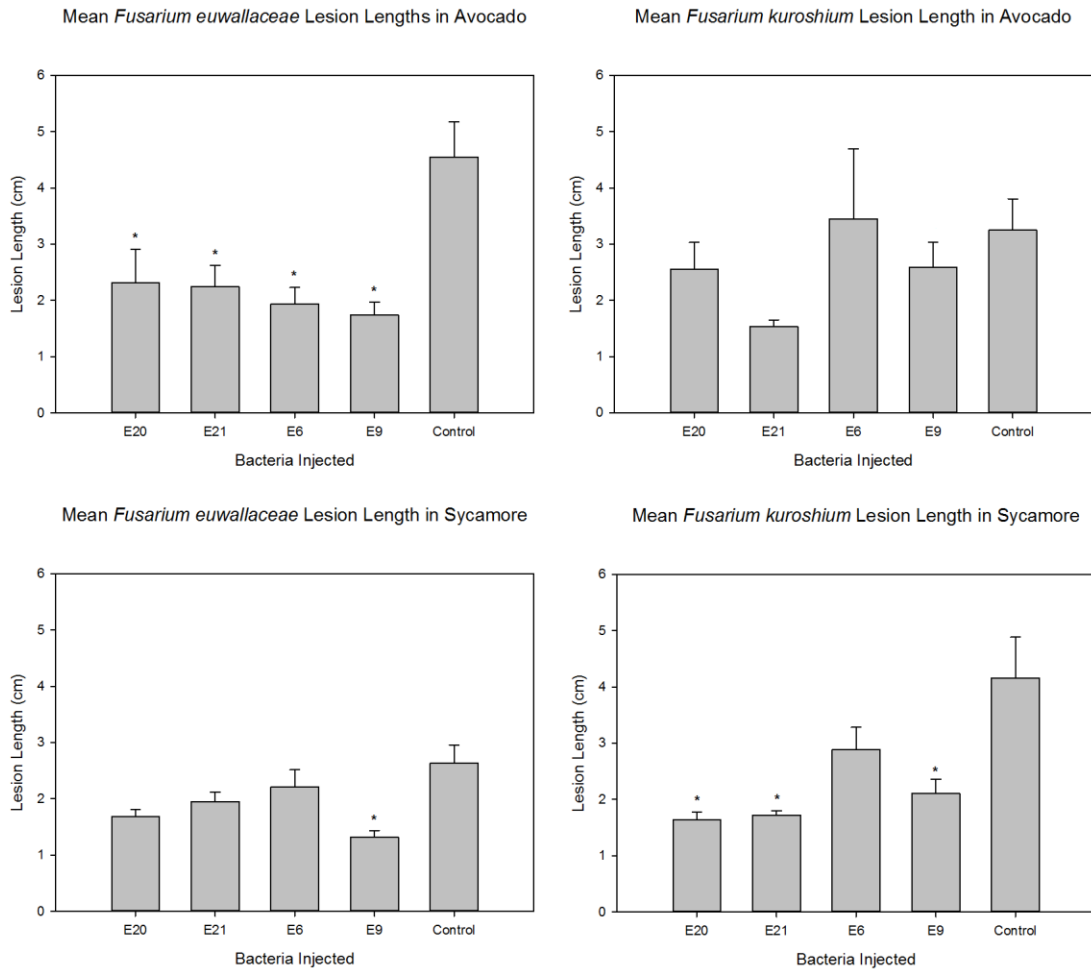 Mean Fusarium euwallaceae Lesion Lengths in Avocado
6
5
4
3
2
1
0
Lesion Length (cm)
*
*
*
*
E20 E21 E6 E9 Control
Bacteria Injected
Mean Fusarium kuroshium Lesion Length in Avocado
6
5
4
3
2
1
0
Lesion Length (cm)
E20 E21 E6 E9 Control
Bacteria Injected
Mean Fusarium euwallaceae Lesion Length in Sycamore
6
5
4
3
2
1
0
Lesion Length (cm)
*
E20 E21 E6 E9 Control
Bacteria Injected
Mean Fusarium kuroshium Lesion Length in Sycamore
6
5
4
3
2
1
0
Lesion Length (cm)
*
*
*
E20 E21 E6 E9 Control
Bacteria Injected